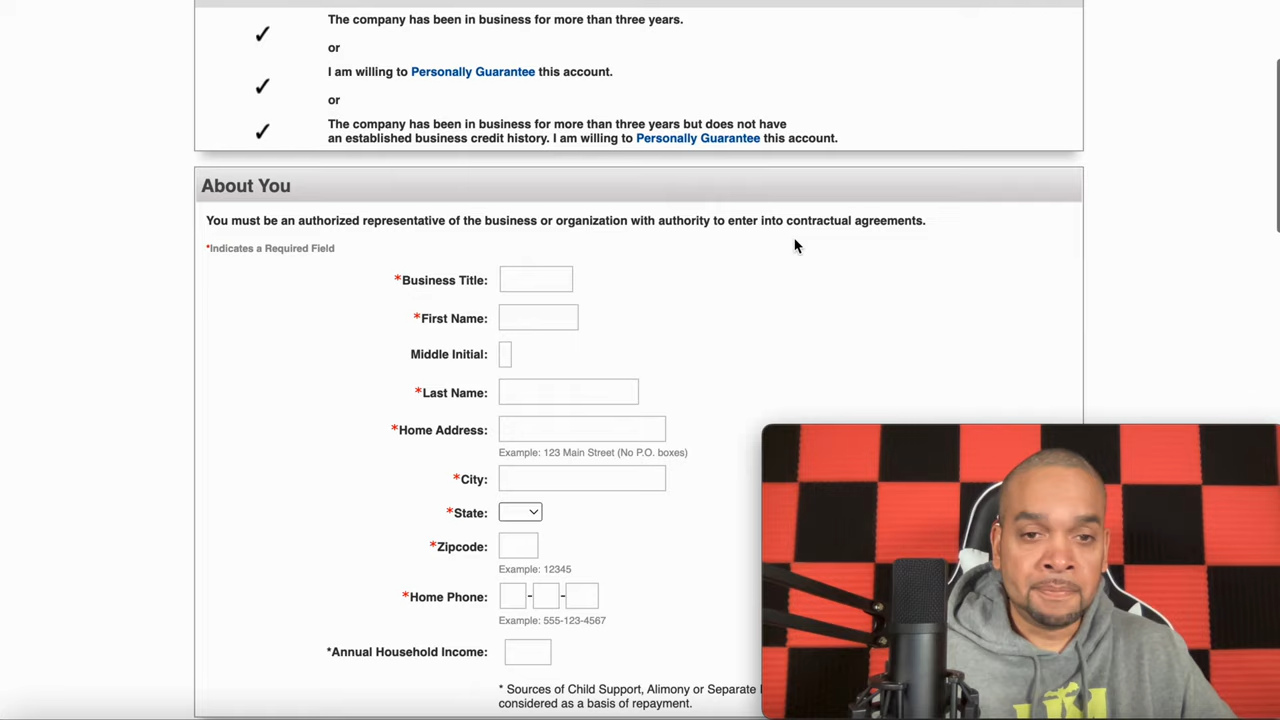 The company has been in business for more than three years.
✓
or
I am willing to Personally Guarantee this account.
✓
or
The company has been in business for more than three years but does not have
✓
an established business credit history. I am willing to Personally Guarantee this account.
About You
You must be an authorized representative of the business or organization with authority to enter into contractual agreements.
*Indicates a Required Field
*Business Title:
*First Name:
Middle Initial:
*Last Name:
*Home Address:
Example: 123 Main Street (No P.O. boxes)
*City:
*State:
*Zipcode:
Example: 12345
*Home Phone: - -
Example: 555-123-4567
*Annual Household Income:
* Sources of Child Support, Alimony or Separate
considered as a basis of repayment.